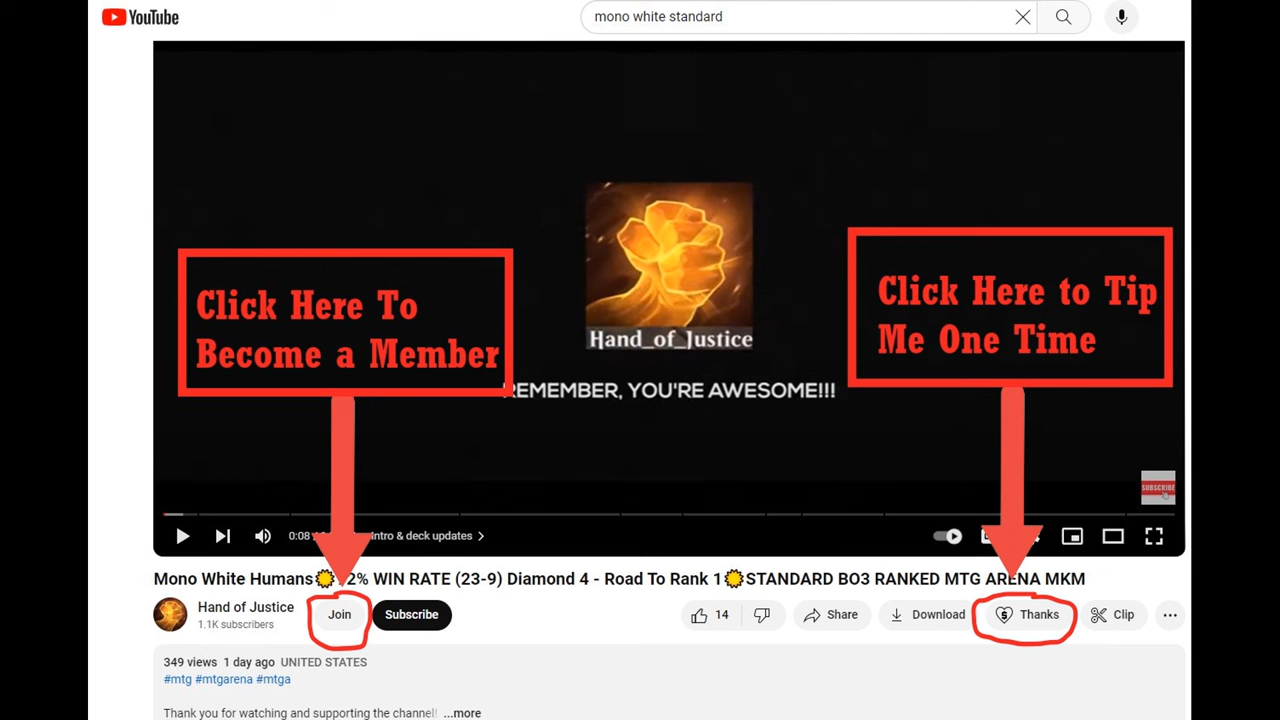 YouTube
mono white standard
Click Here To
Become a Member
Click Here to Tip
Me One Time
Hand_of_Justice
REMEMBER, YOU'RE AWESOME!!!
SUBSCRIBE
0:08
Intro & deck updates
Mono White Humans 2% WIN RATE (23-9) Diamond 4 - Road To Rank 1 STANDARD BO3 RANKED MTG ARENA MKM
Hand of Justice
1.1K subscribers
Join
Subscribe
14
Share
Download
Thanks
Clip
349 views 1 day ago UNITED STATES
#mtg #mtgarena #mtga
Thank you for watching and supporting the channel! ...more